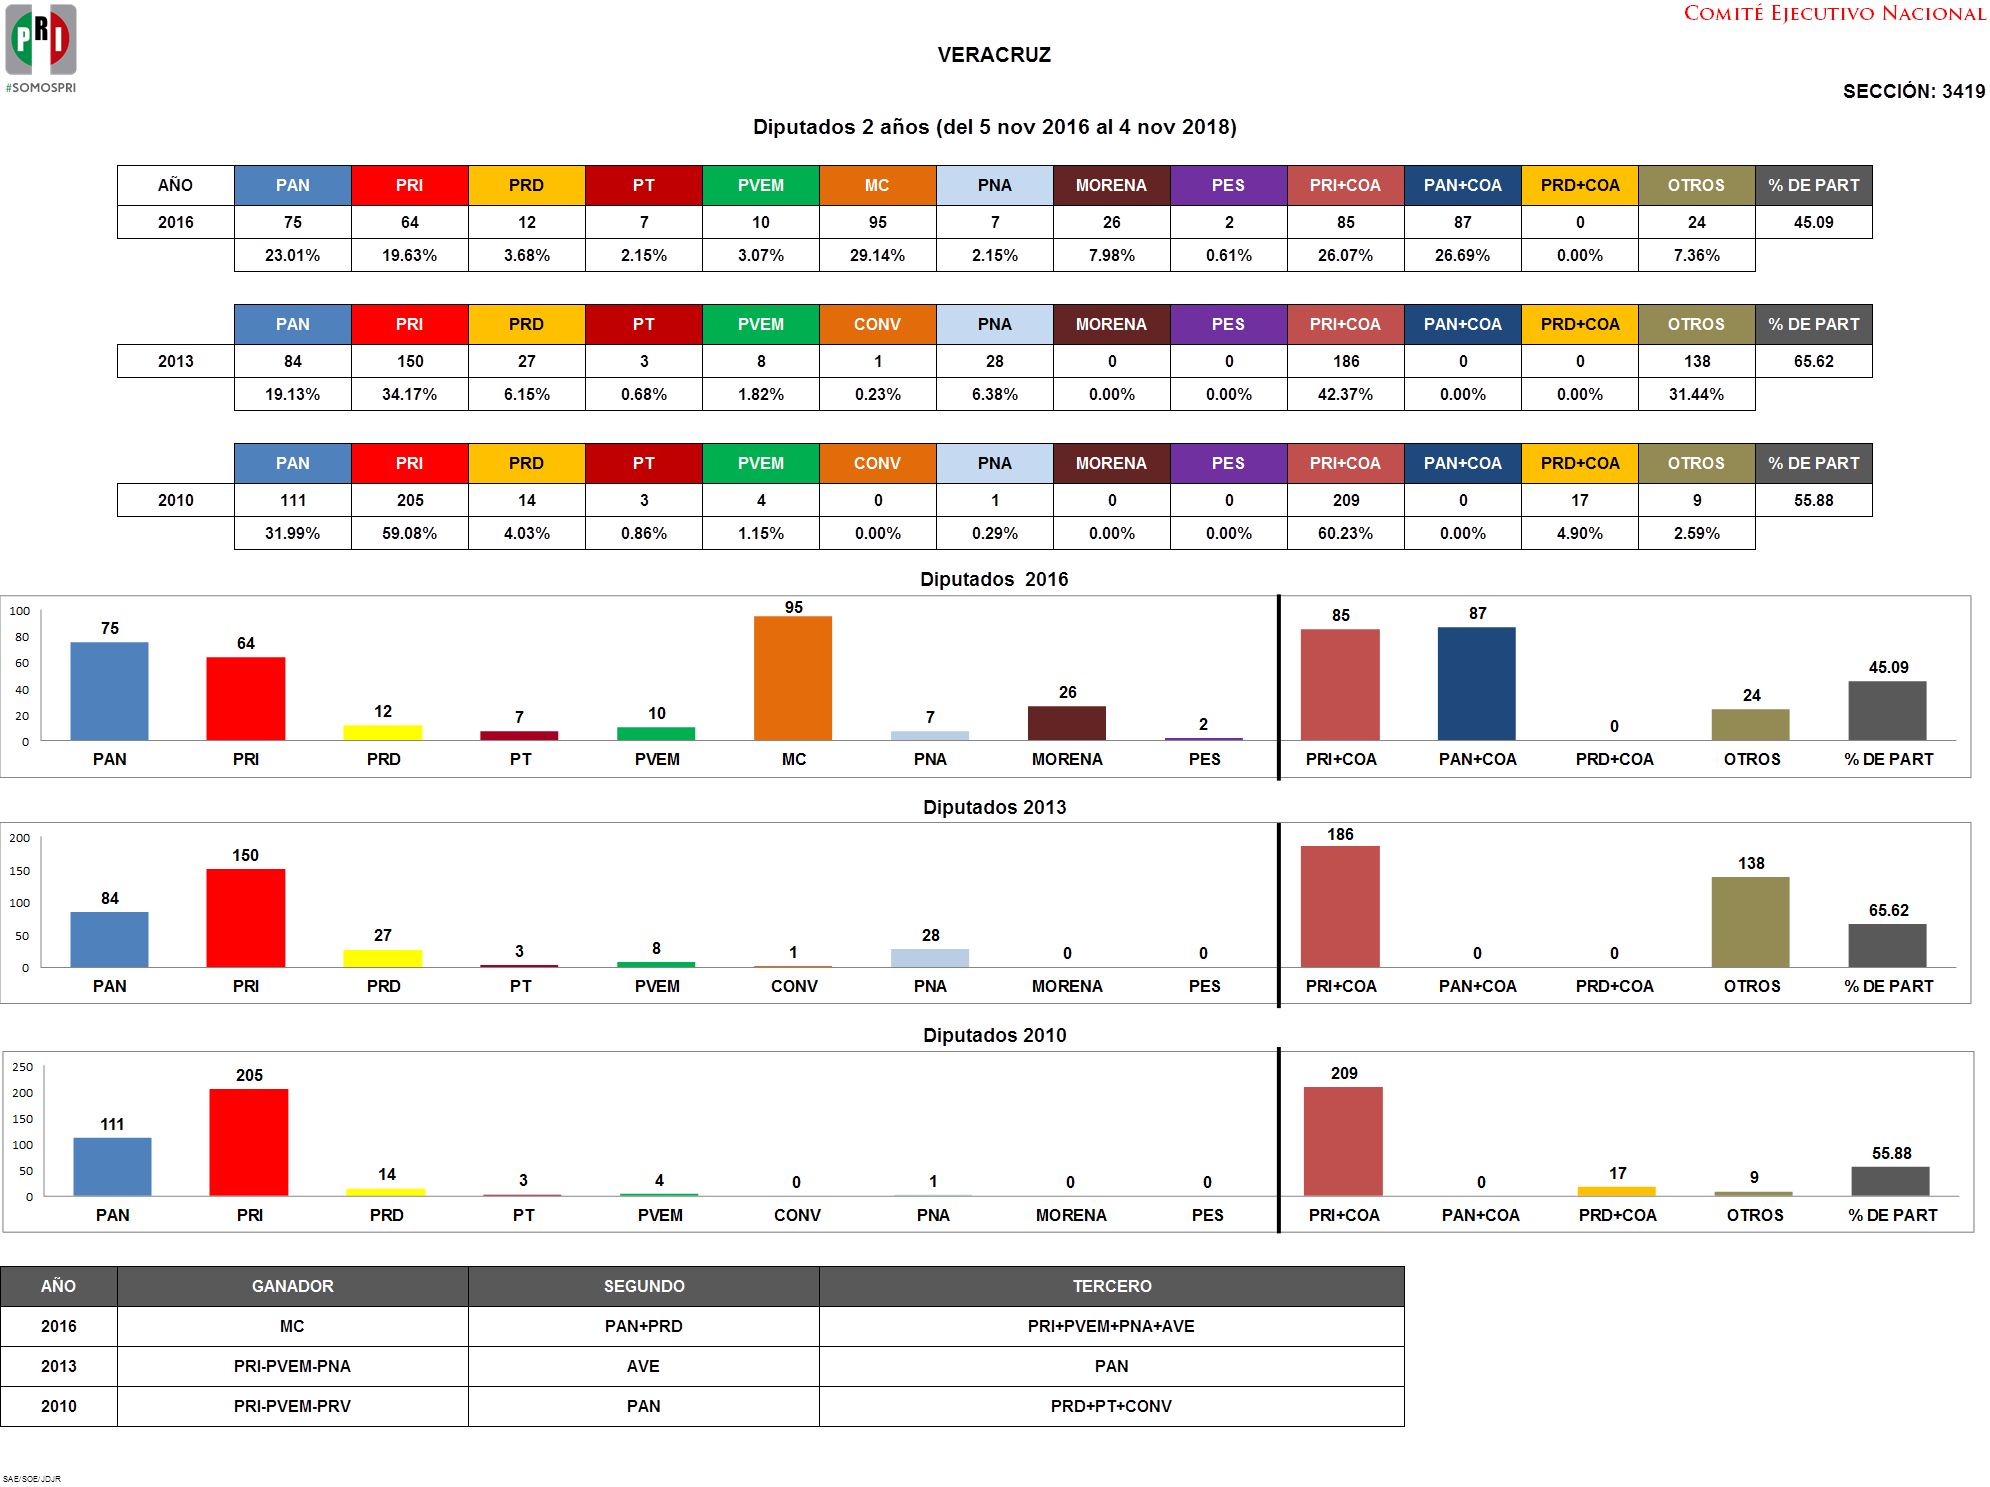 PRI
#SOMOSPRI
COMITÉ EJECUTIVO NACIONAL
VERACRUZ
SECCIÓN: 3419
Diputados 2 años (del 5 nov 2016 al 4 nov 2018)
AÑO PAN PRI PRD PT PVEM MC PNA MORENA PES PRI+COA PAN+COA PRD+COA OTROS % DE PART
2016 75 64 12 7 10 95 7 26 2 85 87 0 24 45.09
23.01% 19.63% 3.68% 2.15% 3.07% 29.14% 2.15% 7.98% 0.61% 26.07% 26.69% 0.00% 7.36%
PAN PRI PRD PT PVEM CONV PNA MORENA PES PRI+COA PAN+COA PRD+COA OTROS % DE PART
2013 84 150 27 3 8 1 28 0 0 186 0 0 138 65.62
19.13% 34.17% 6.15% 0.68% 1.82% 0.23% 6.38% 0.00% 0.00% 42.37% 0.00% 0.00% 31.44%
PAN PRI PRD PT PVEM CONV PNA MORENA PES PRI+COA PAN+COA PRD+COA OTROS % DE PART
2010 111 205 14 3 4 0 1 0 0 209 0 17 9 55.88
31.99% 59.08% 4.03% 0.86% 1.15% 0.00% 0.29% 0.00% 0.00% 60.23% 0.00% 4.90% 2.59%
Diputados 2016
100
80
60
40
20
0
75 64 12 7 10 95 7 26 2 85 87 0 24 45.09
PAN PRI PRD PT PVEM MC PNA MORENA PES PRI+COA PAN+COA PRD+COA OTROS % DE PART
Diputados 2013
200
150
100
50
0
84 150 27 3 8 1 28 0 0 186 0 0 138 65.62
PAN PRI PRD PT PVEM CONV PNA MORENA PES PRI+COA PAN+COA PRD+COA OTROS % DE PART
Diputados 2010
250
200
150
100
50
0
111 205 14 3 4 0 1 0 0 209 0 17 9 55.88
PAN PRI PRD PT PVEM CONV PNA MORENA PES PRI+COA PAN+COA PRD+COA OTROS % DE PART
AÑO GANADOR SEGUNDO TERCERO
2016 MC PAN+PRD PRI+PVEM+PNA+AVE
2013 PRI-PVEM-PNA AVE PAN
2010 PRI-PVEM-PRV PAN PRD+PT+CONV
SAE/SOE/JDJR